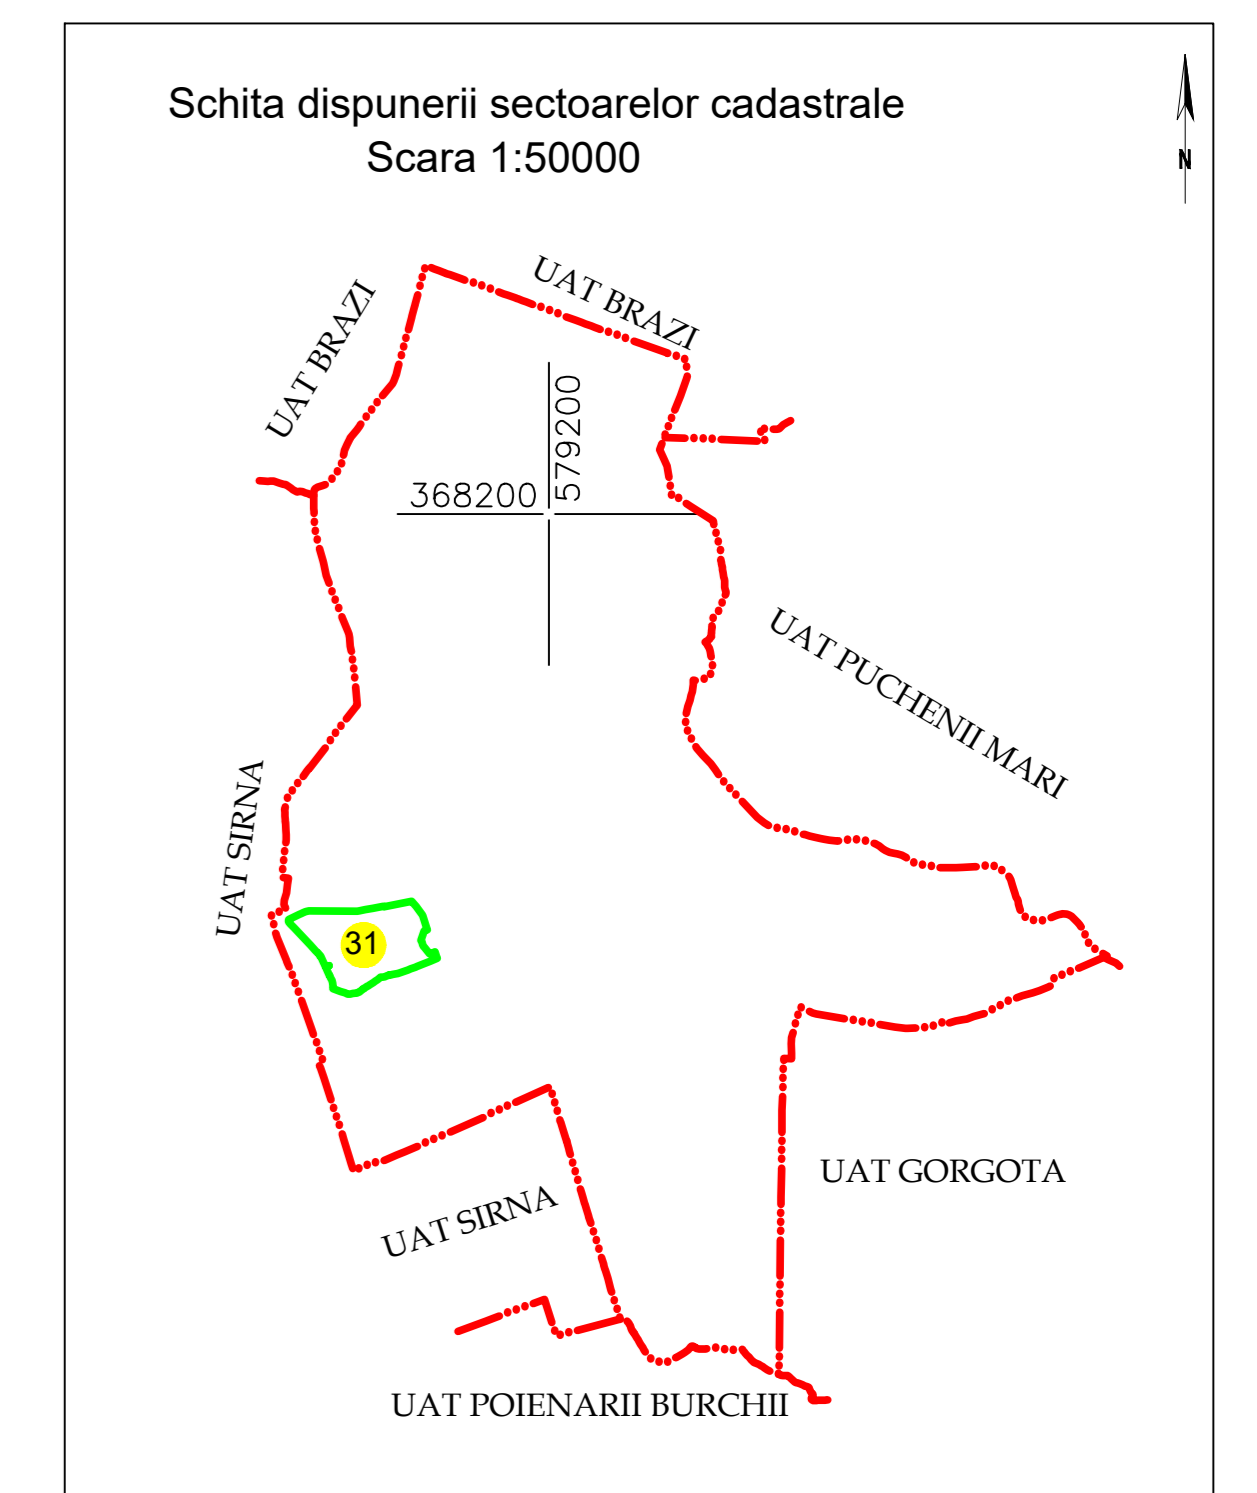 Schita dispunerii sectoarelor cadastrale
Scara 1:50000
N
UAT BRAZI
UAT BRAZI
579200
368200
UAT PUCHENII MARI
UAT SIRNA
31
UAT GORGOTA
UAT SIRNA
UAT POIENARII BURCHII